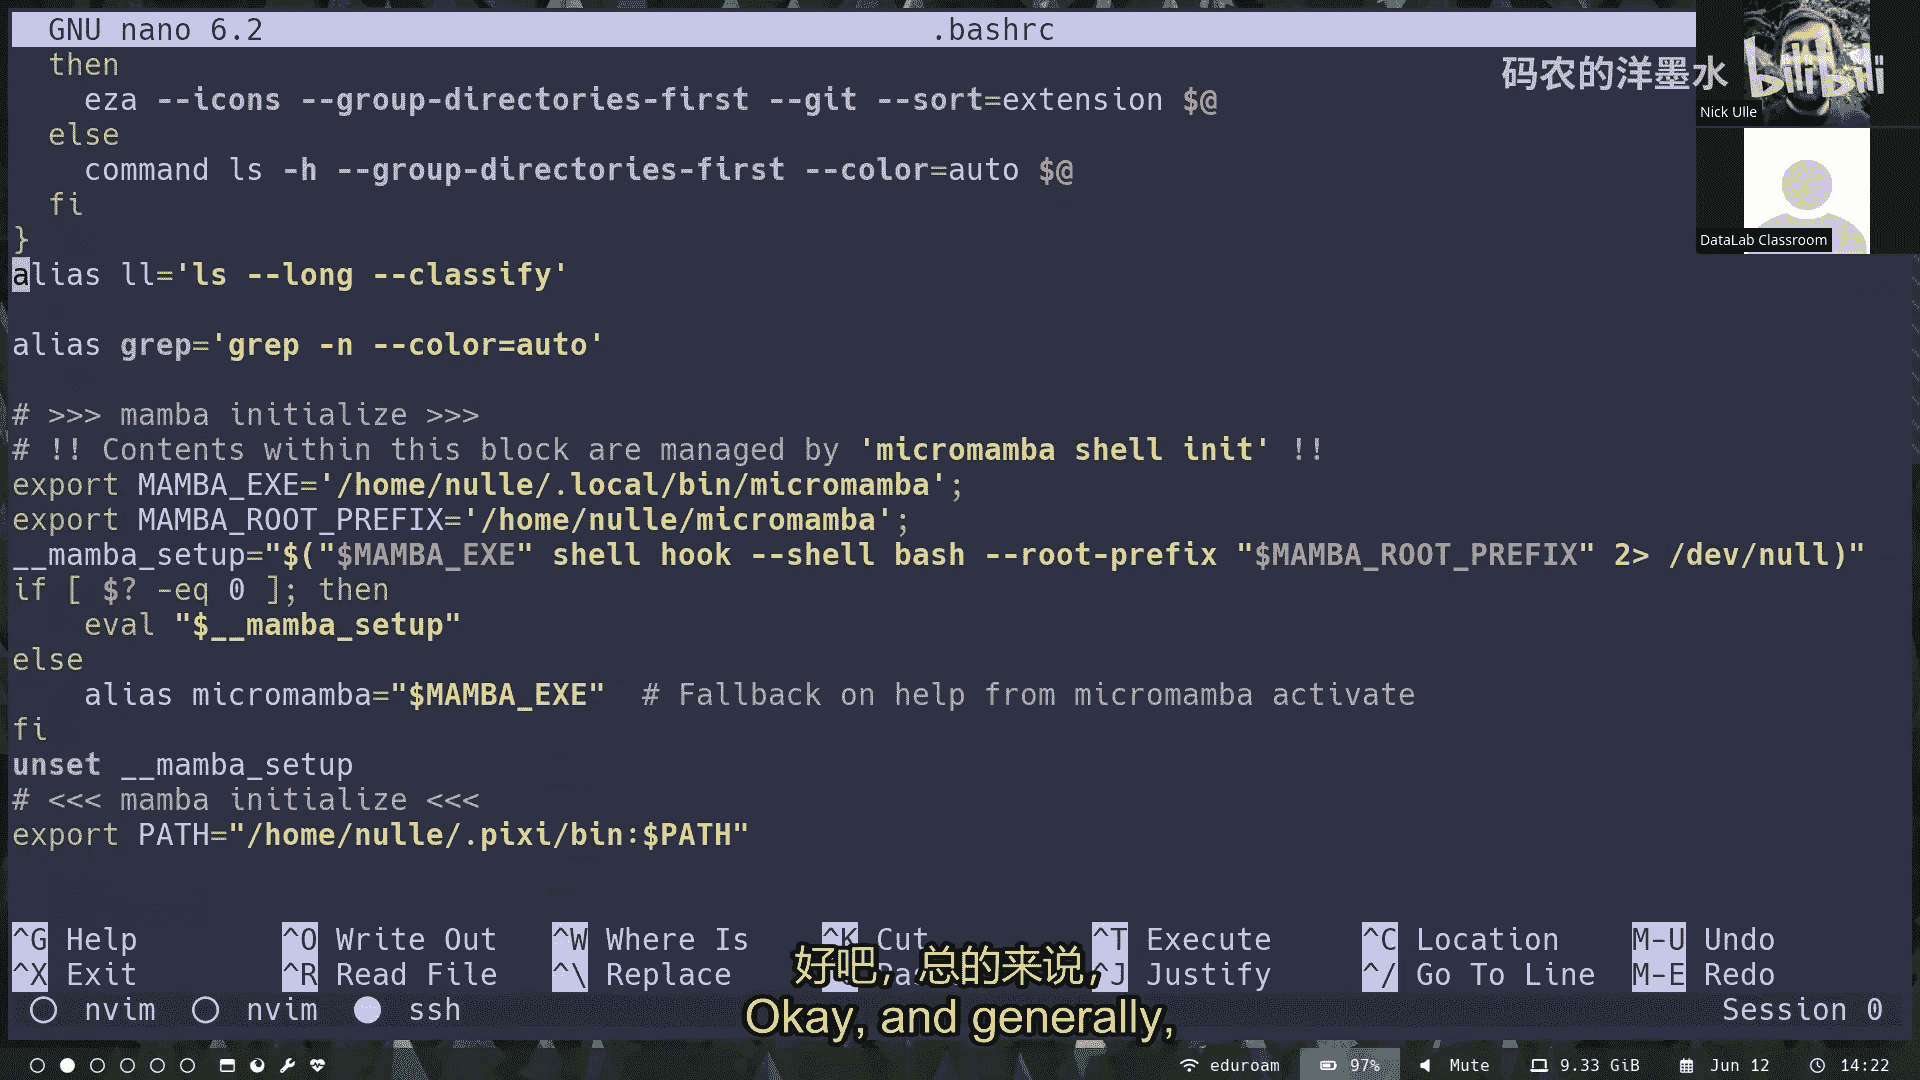 GNU nano 6.2 .bashrc
then
eza --icons --group-directories-first --git --sort=extension $@
else
command ls -h --group-directories-first --color=auto $@
fi
}
alias ll='ls --long --classify'
alias grep='grep -n --color=auto'
# >>> mamba initialize >>>
# !! Contents within this block are managed by 'micromamba shell init' !!
export MAMBA_EXE='/home/nulle/.local/bin/micromamba';
export MAMBA_ROOT_PREFIX='/home/nulle/micromamba';
__mamba_setup="$("$MAMBA_EXE" shell hook --shell bash --root-prefix "$MAMBA_ROOT_PREFIX" 2> /dev/null)"
if [ $? -eq 0 ]; then
eval "$__mamba_setup"
else
alias micromamba="$MAMBA_EXE"  # Fallback on help from micromamba activate
fi
unset __mamba_setup
# <<< mamba initialize <<<
export PATH="/home/nulle/.pixi/bin:$PATH"
码农的洋墨水 bilibili
Nick Ulle
DataLab Classroom
^G Help ^O Write Out ^W Where Is ^K Cut ^T Execute ^C Location M-U Undo
^X Exit ^R Read File ^\ Replace ^J Justify ^/ Go To Line M-E Redo
好吧，总的来说，
Okay, and generally,
nvim nvim ssh Session 0
eduroam 97% Mute 9.33 GiB Jun 12 14:22